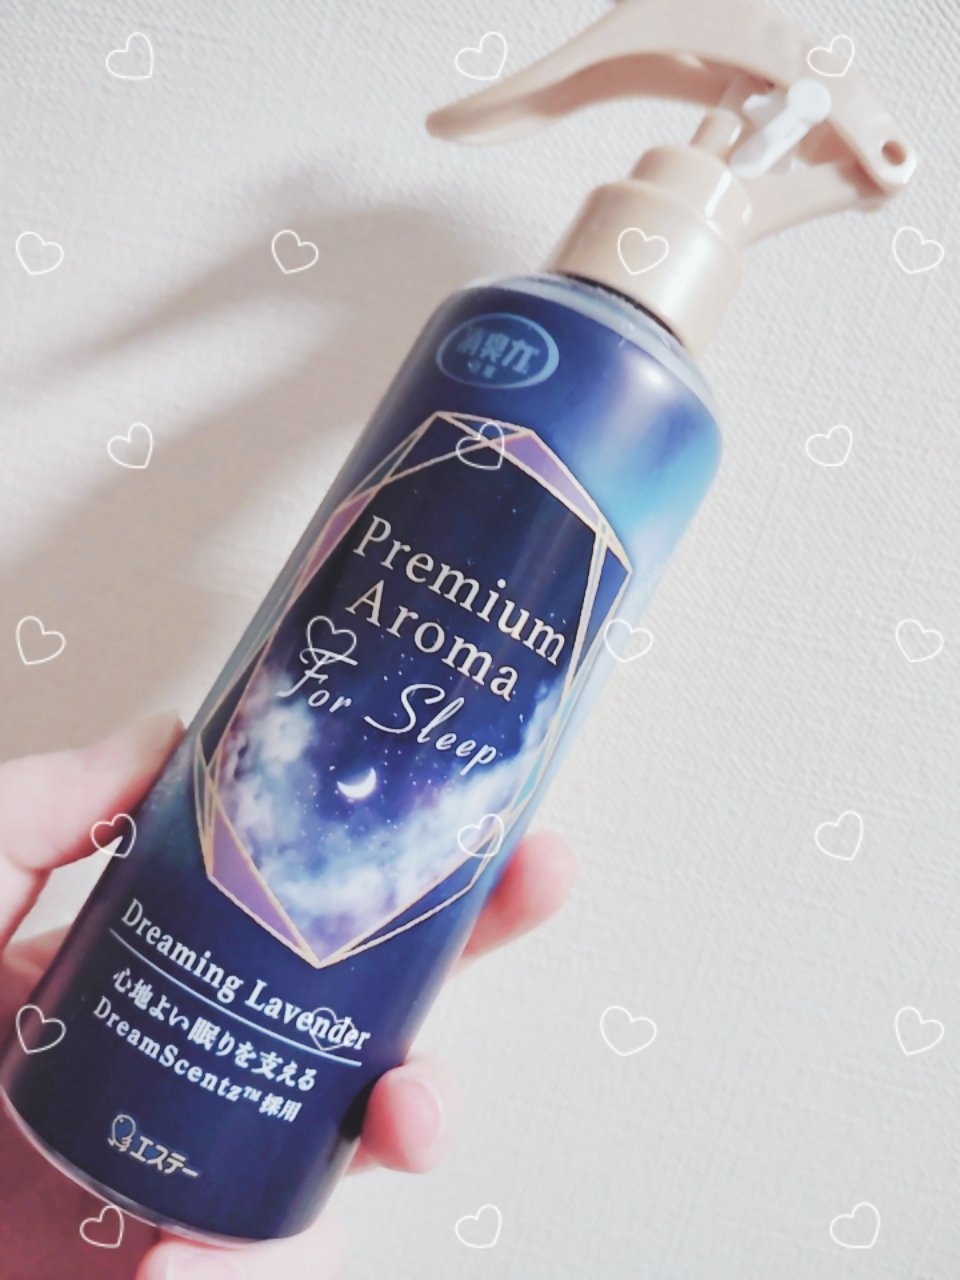 消臭力
Premium
Aroma
For Sleep
Dreaming Lavender
心地よい眠りを支える
DreamScentz™採用
エステー